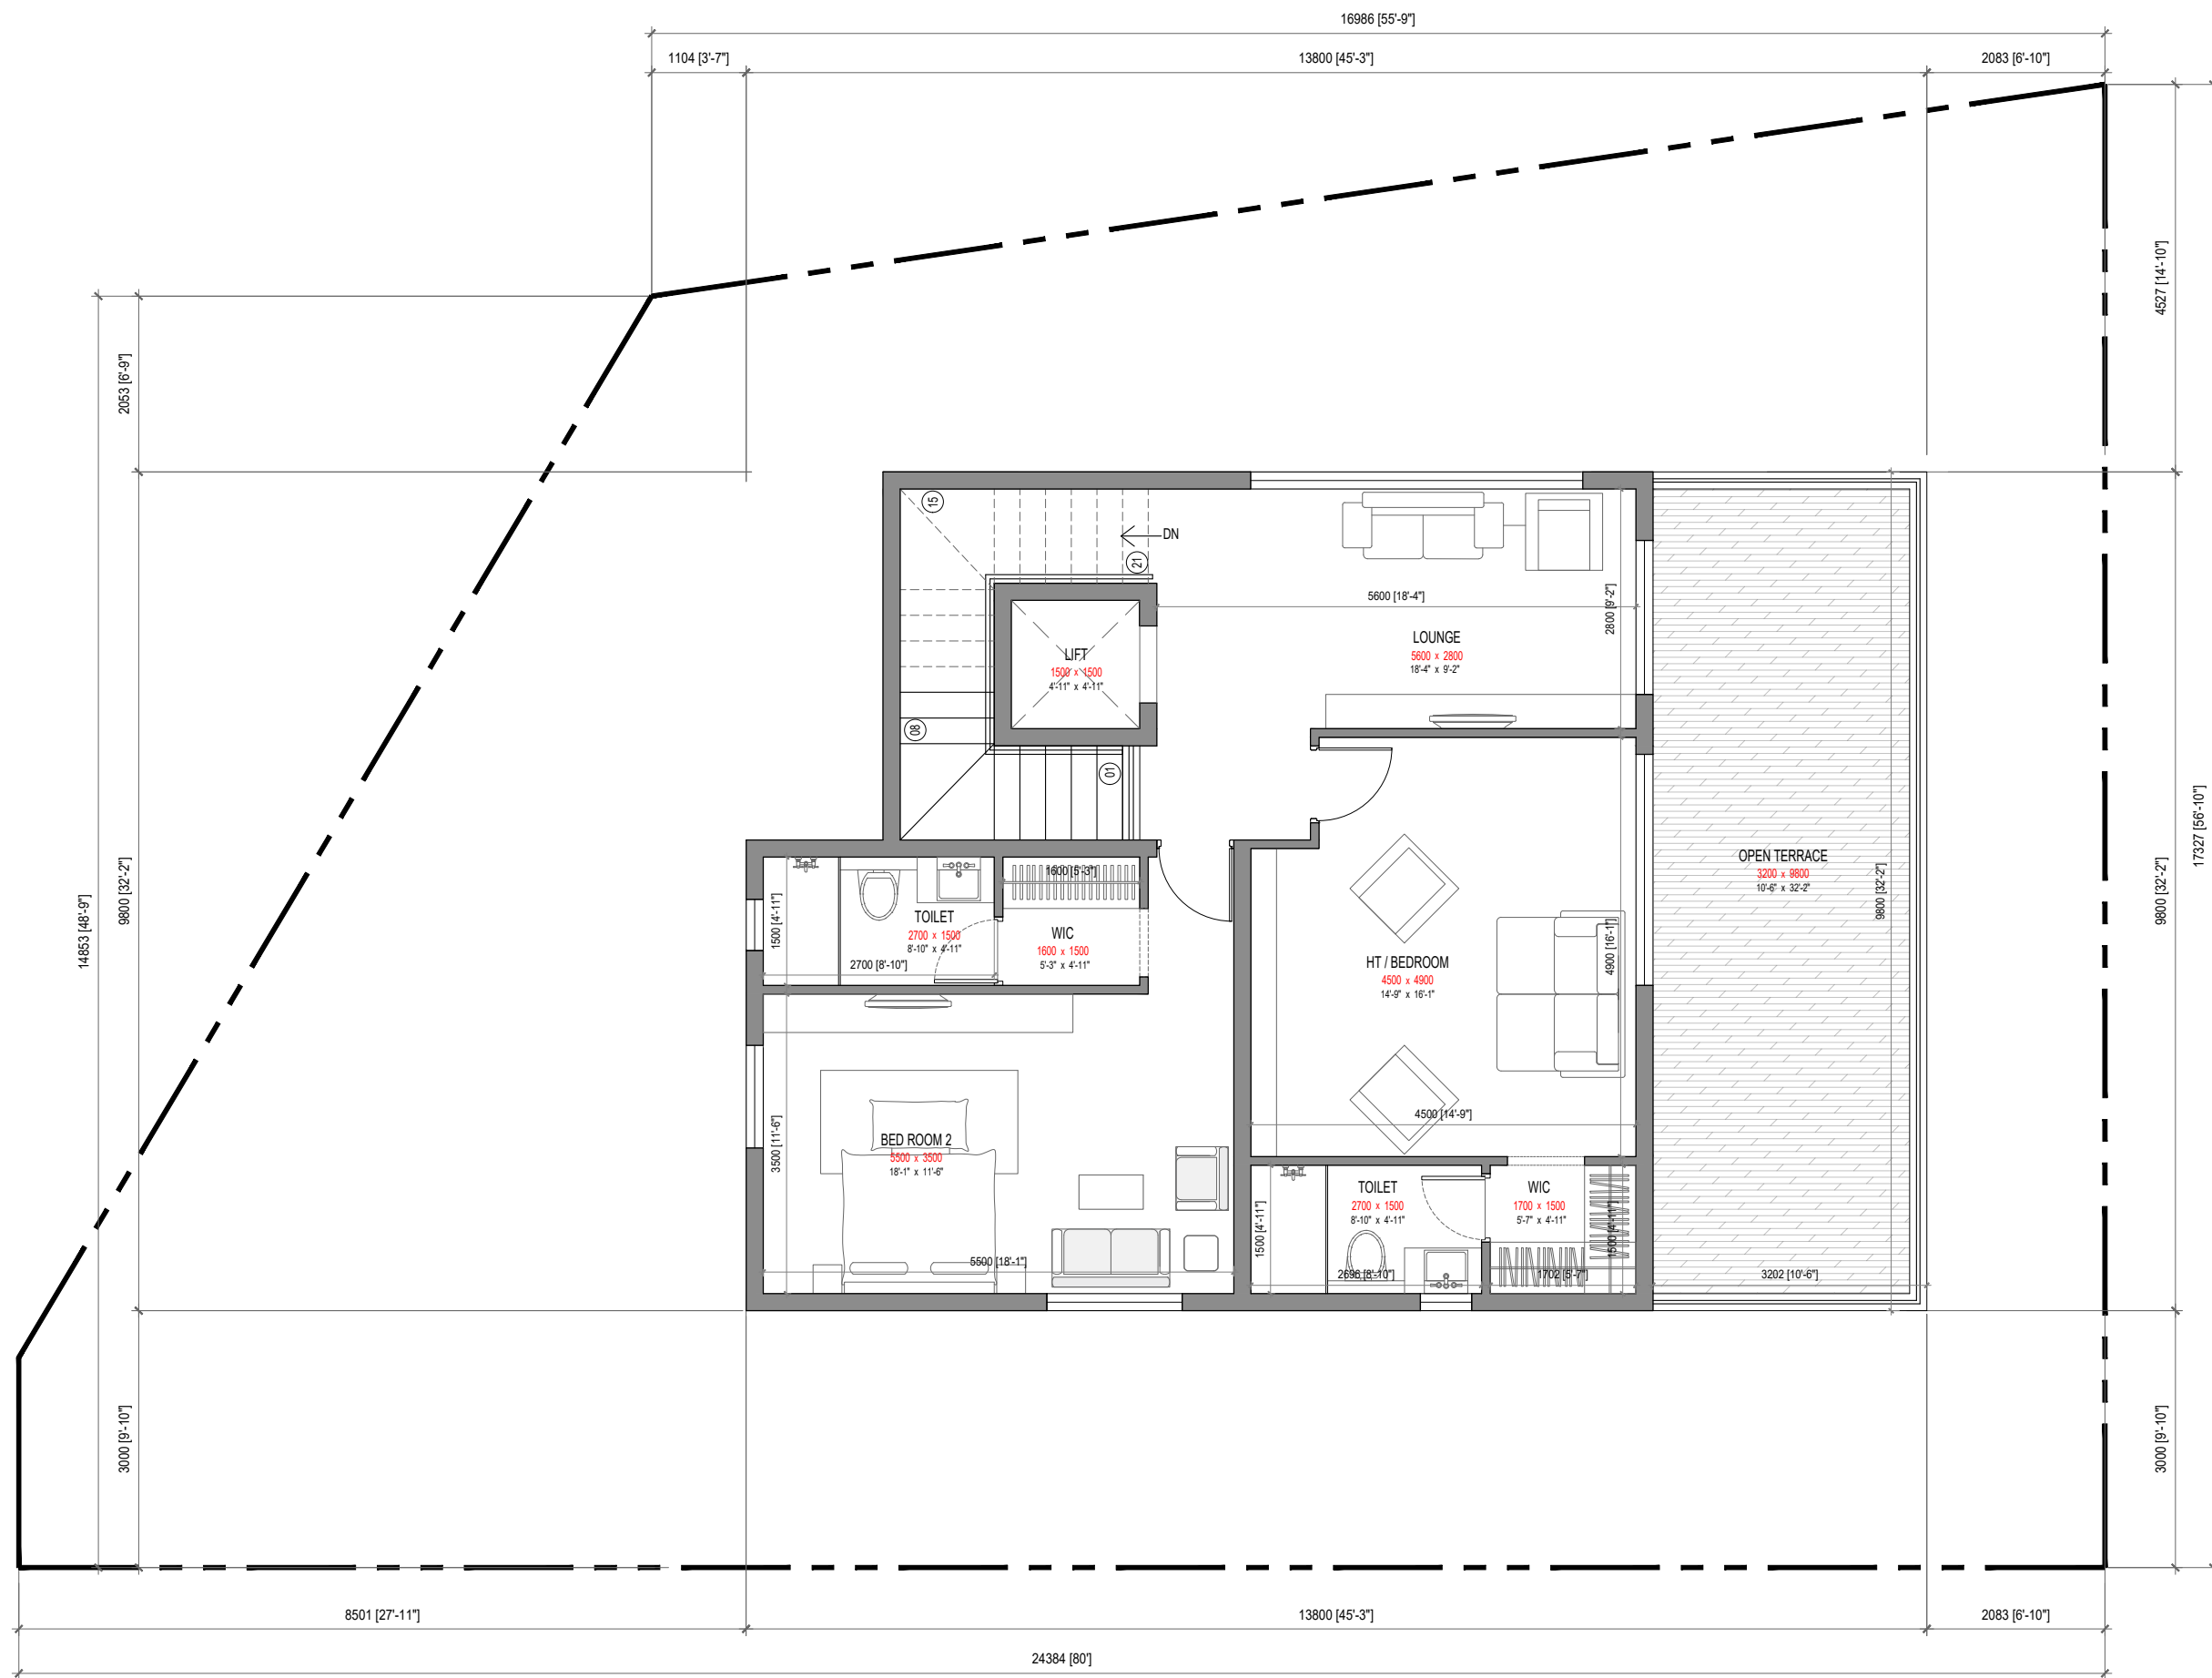 16986 [55'-9"]
1104 [3'-7"]
13800 [45'-3"]
2083 [6'-10"]
4527 [14'-10"]
2053 [6'-9"]
15
DN
21
5600 [18'-4"]
2800 [9'-2"]
LOUNGE
5600 x 2800
18'-4" x 9'-2"
LIFT
1500 x 1500
4'-11" x 4'-11"
08
01
17327 [56'-10"]
OPEN TERRACE
3200 x 9800
10'-6" x 32'-2"
9800 [32'-2"]
9800 [32'-2"]
9800 [32'-2"]
14853 [48'-9"]
1600 [5'-3"]
1500 [4'-11"]
TOILET
2700 x 1500
8'-10" x 4'-11"
2700 [8'-10"]
WIC
1600 x 1500
5'-3" x 4'-11"
HT / BEDROOM
4500 x 4900
14'-9" x 16'-1"
4900 [16'-1"]
4500 [14'-9"]
3500 [11'-6"]
BED ROOM 2
5500 x 3500
18'-1" x 11'-6"
5500 [18'-1"]
TOILET
2700 x 1500
8'-10" x 4'-11"
WIC
1700 x 1500
5'-7" x 4'-11"
1500 [4'-11"]
1500 [4'-11"]
2696 [8'-10"]
1702 [5'-7"]
3202 [10'-6"]
3000 [9'-10"]
3000 [9'-10"]
8501 [27'-11"]
13800 [45'-3"]
2083 [6'-10"]
24384 [80']